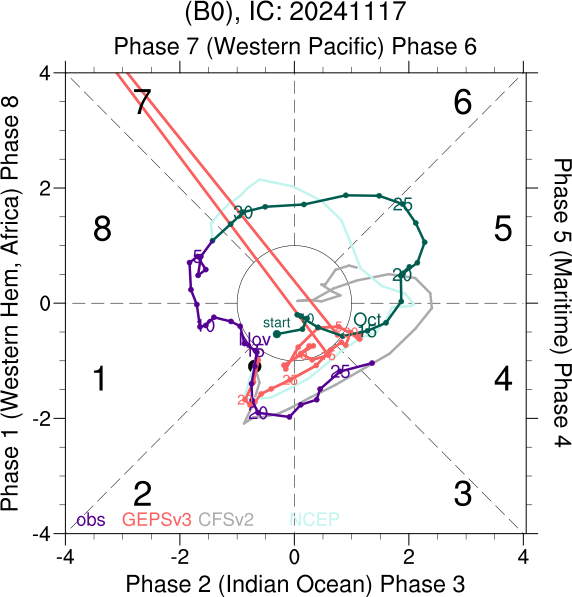 (B0), IC: 20241117
Phase 7 (Western Pacific) Phase 6
Phase 1 (Western Hem, Africa) Phase 8
Phase 5 (Maritime) Phase 4
4
2
0
-2
-4
7
6
8
5
1
4
2
3
30
25
20
15
Oct
start
5
Nov
15
20
25
obs
GEPSv3
CFSv2
NCEP
-4
-2
0
2
4
Phase 2 (Indian Ocean) Phase 3